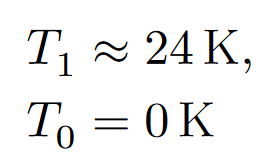 T₁ ≈ 24 K,
T₀ = 0 K